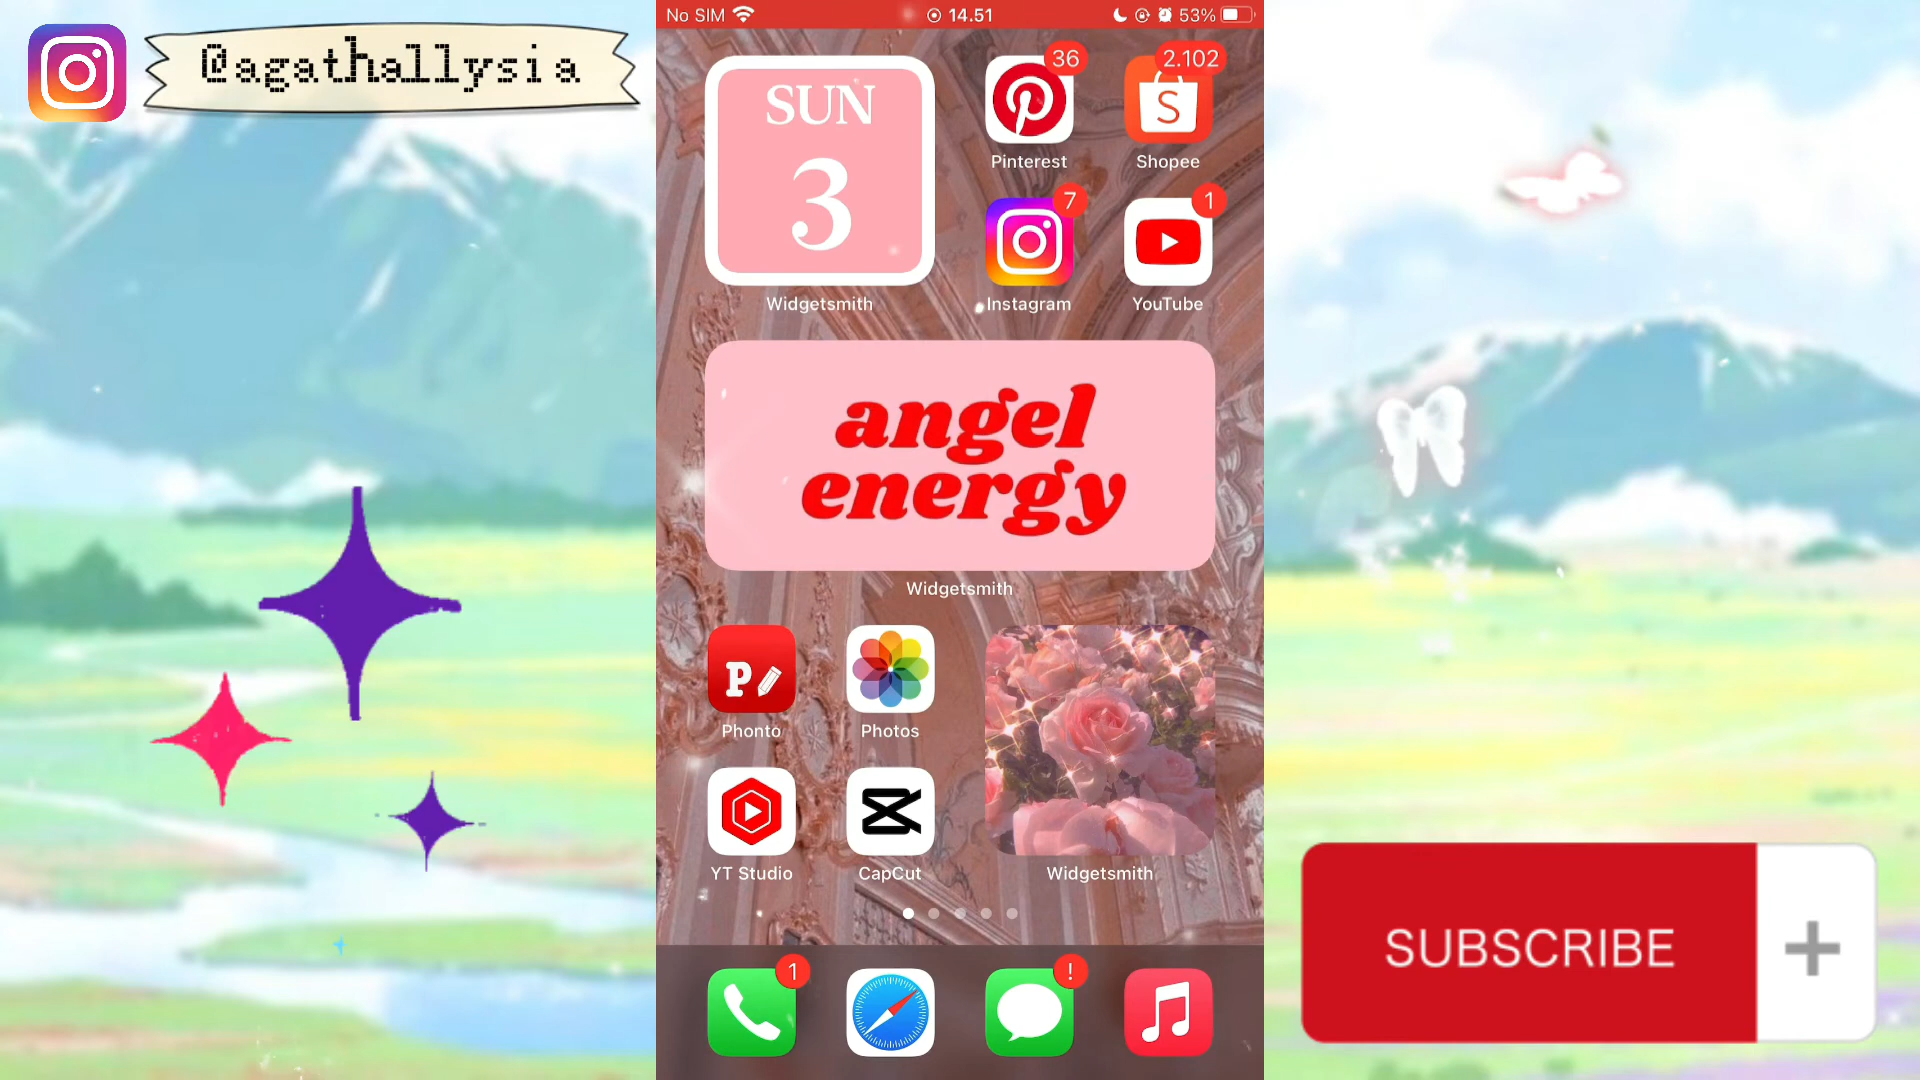 @agathallysia
No SIM 14.51 53%
SUN
3
Widgetsmith
36
Pinterest
2.102
S
Shopee
7
Instagram
1
YouTube
angel
energy
Widgetsmith
P
Phonto
Photos
YT Studio
CapCut
Widgetsmith
1
!
SUBSCRIBE +